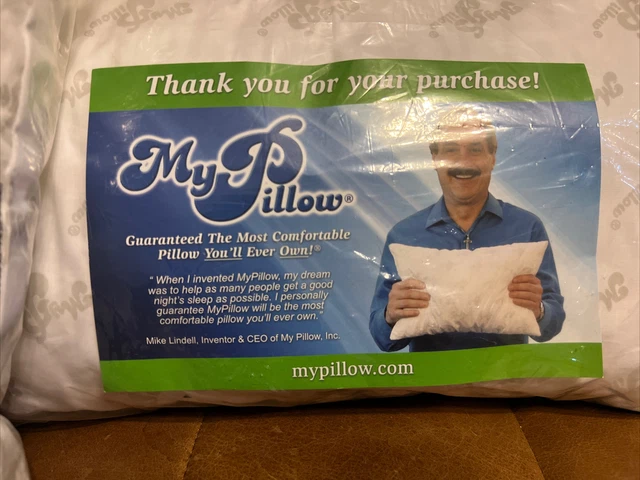 Thank you for your purchase!
MyPillow®
Guaranteed The Most Comfortable
Pillow You'll Ever Own!®
"When I invented MyPillow, my dream
was to help as many people get a good
night's sleep as possible. I personally
guarantee MyPillow will be the most
comfortable pillow you'll ever own."
Mike Lindell, Inventor & CEO of My Pillow, Inc.
mypillow.com